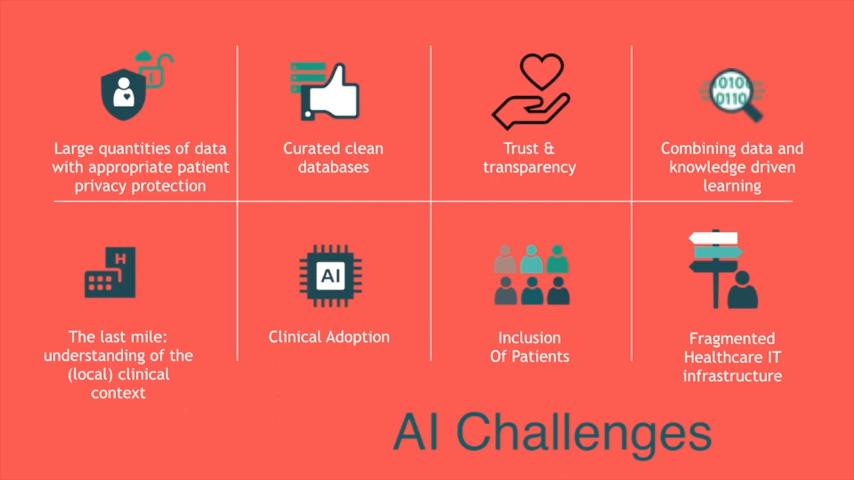 Large quantities of data
with appropriate patient
privacy protection
Curated clean
databases
Trust &
transparency
0100
0110
Combining data and
knowledge driven
learning
H
The last mile:
understanding of the
(local) clinical
context
AI
Clinical Adoption
Inclusion
Of Patients
Fragmented
Healthcare IT
infrastructure
AI Challenges